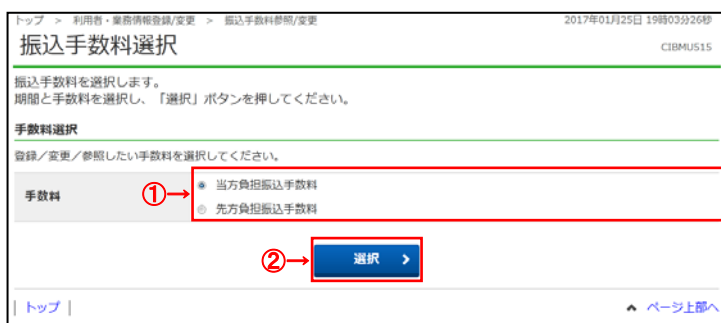 トップ > 利用者・業務情報登録/変更 > 振込手数料参照/変更 2017年01月25日 19時03分26秒
振込手数料選択 CIBMU515
振込手数料を選択します。
期間と手数料を選択し、「選択」ボタンを押してください。
手数料選択
登録／変更／参照したい手数料を選択してください。
手数料 ①→ 当方負担振込手数料
先方負担振込手数料
②→ 選択 >
| トップ | ページ上部へ